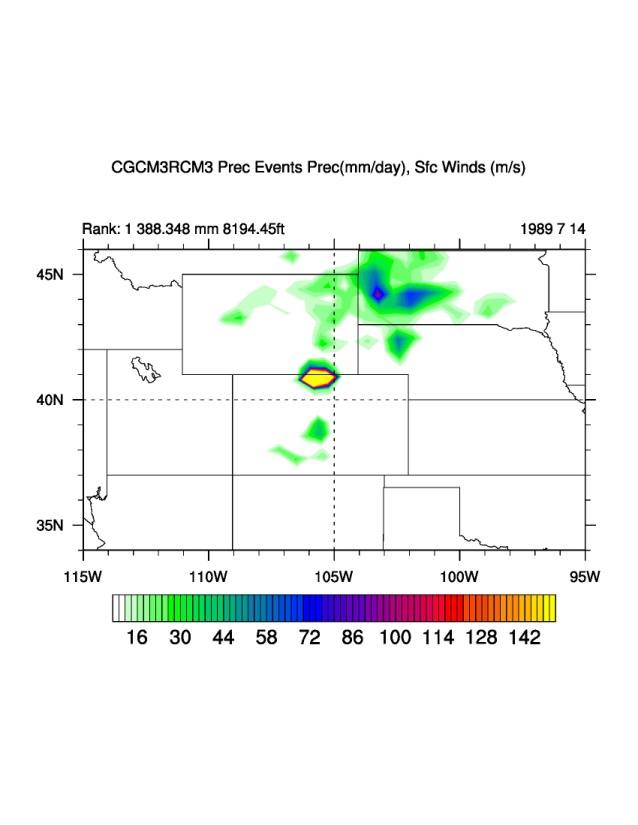 CGCM3RCM3 Prec Events Prec(mm/day), Sfc Winds (m/s)
Rank: 1 388.348 mm 8194.45ft 1989 7 14
45N
40N
35N
115W 110W 105W 100W 95W
16 30 44 58 72 86 100 114 128 142